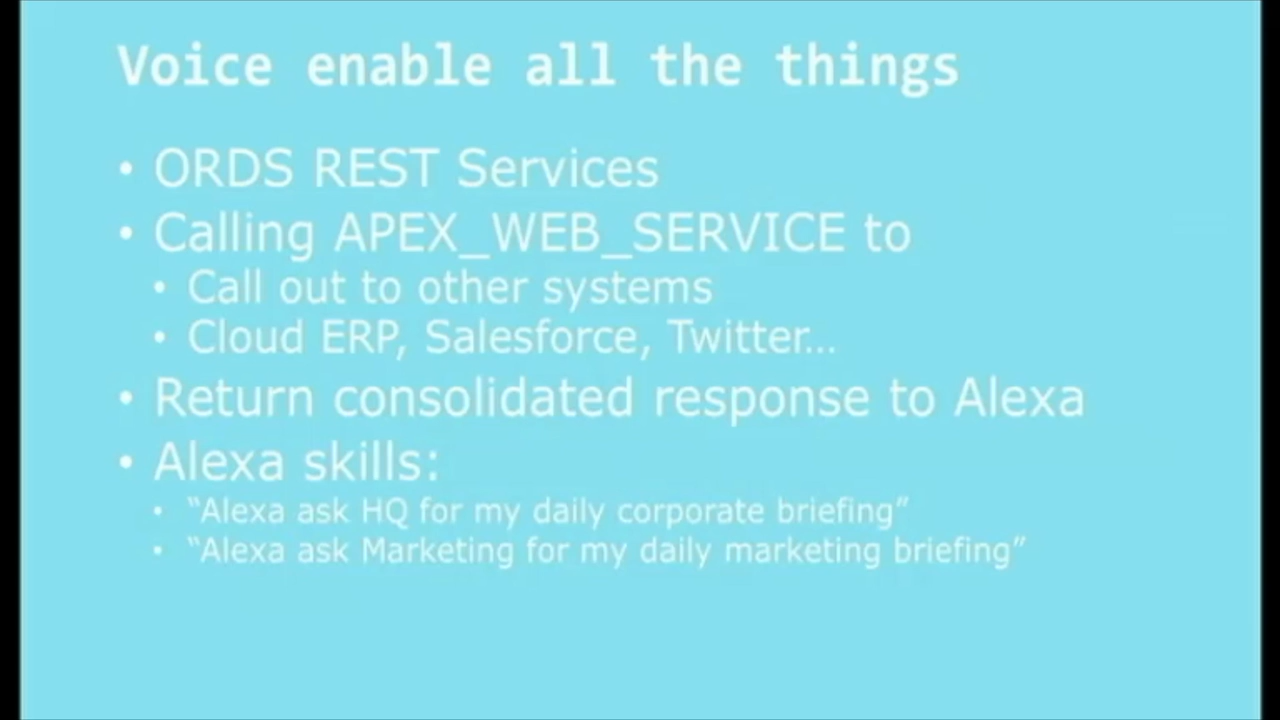 Voice enable all the things
• ORDS REST Services
• Calling APEX_WEB_SERVICE to
• Call out to other systems
• Cloud ERP, Salesforce, Twitter…
• Return consolidated response to Alexa
• Alexa skills:
• “Alexa ask HQ for my daily corporate briefing”
• “Alexa ask Marketing for my daily marketing briefing”